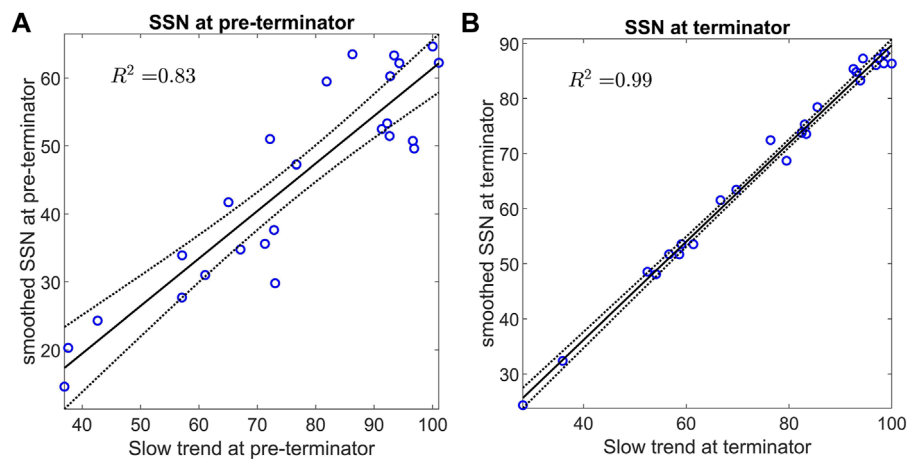 A
SSN at pre-terminator
R² =0.83
smoothed SSN at pre-terminator
60
50
40
30
20
40 50 60 70 80 90 100
Slow trend at pre-terminator
B
SSN at terminator
R² =0.99
smoothed SSN at terminator
90
80
70
60
50
40
30
40 60 80 100
Slow trend at terminator